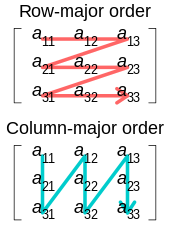 Row-major order
a11 a12 a13
a21 a22 a23
a31 a32 a33
Column-major order
a11 a12 a13
a21 a22 a23
a31 a32 a33